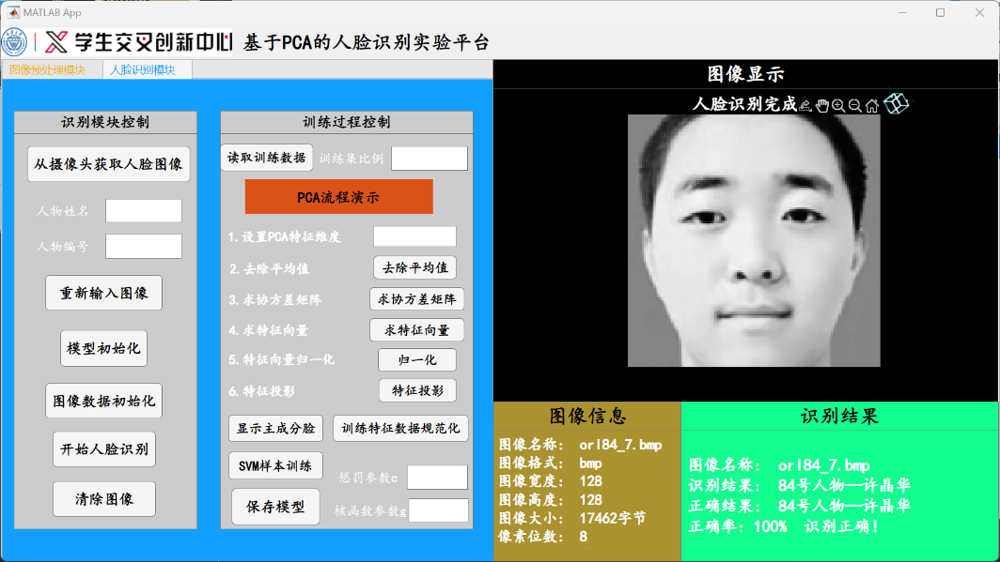 MATLAB App
学生交叉创新中心 基于PCA的人脸识别实验平台
图像预处理模块 人脸识别模块
识别模块控制
从摄像头获取人脸图像
人物姓名
人物编号
重新输入图像
模型初始化
图像数据初始化
开始人脸识别
清除图像
训练过程控制
读取训练数据 训练集比例
PCA流程演示
1.设置PCA特征维度
2.去除平均值 去除平均值
3.求协方差矩阵 求协方差矩阵
4.求特征向量 求特征向量
5.特征向量归一化 归一化
6.特征投影 特征投影
显示主成分脸 训练特征数据规范化
SVM样本训练 惩罚参数c
保存模型 核函数参数g
图像显示
人脸识别完成
图像信息
图像名称： orl84_7.bmp
图像格式： bmp
图像宽度： 128
图像高度： 128
图像大小： 17462字节
像素位数： 8
识别结果
图像名称： orl84_7.bmp
识别结果： 84号人物—许晶华
正确结果： 84号人物—许晶华
正确率：100% 识别正确！